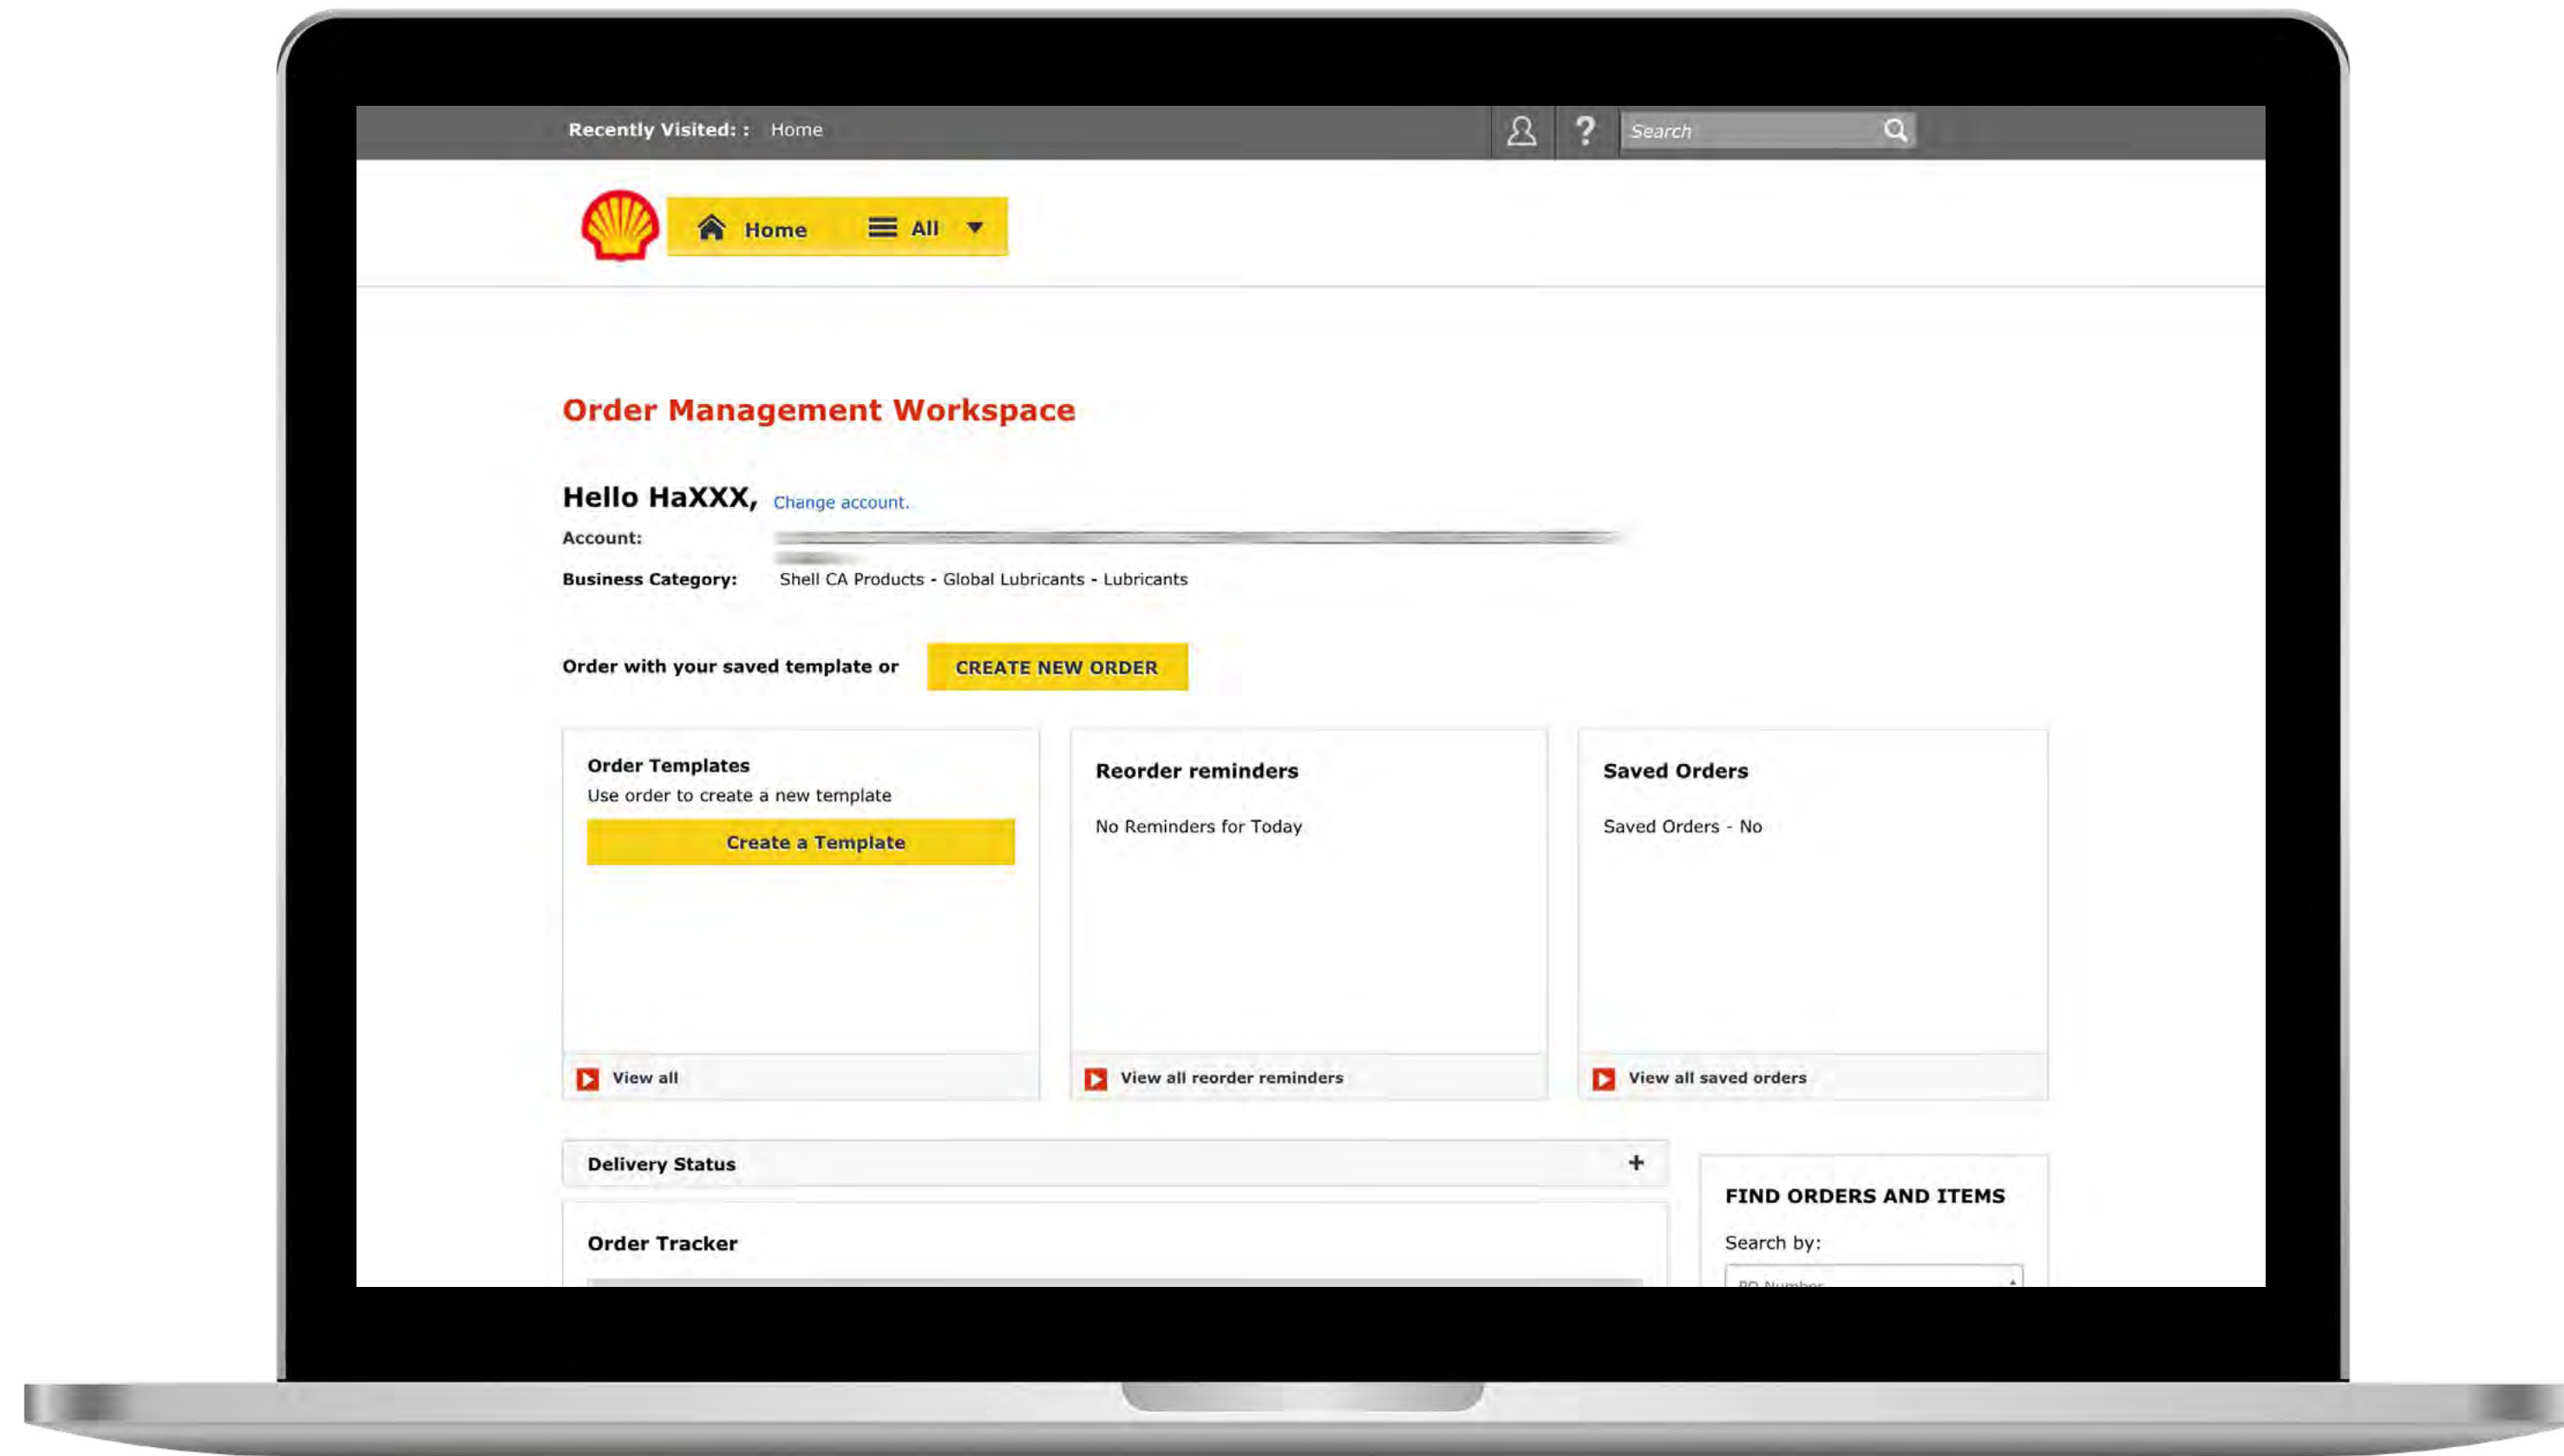 Recently Visited: : Home
? Search
Home All
Order Management Workspace
Hello HaXXX, Change account.
Account:
Business Category: Shell CA Products - Global Lubricants - Lubricants
Order with your saved template or CREATE NEW ORDER
Order Templates
Use order to create a new template
Create a Template
View all
Reorder reminders
No Reminders for Today
View all reorder reminders
Saved Orders
Saved Orders - No
View all saved orders
Delivery Status +
Order Tracker
FIND ORDERS AND ITEMS
Search by:
PO Number